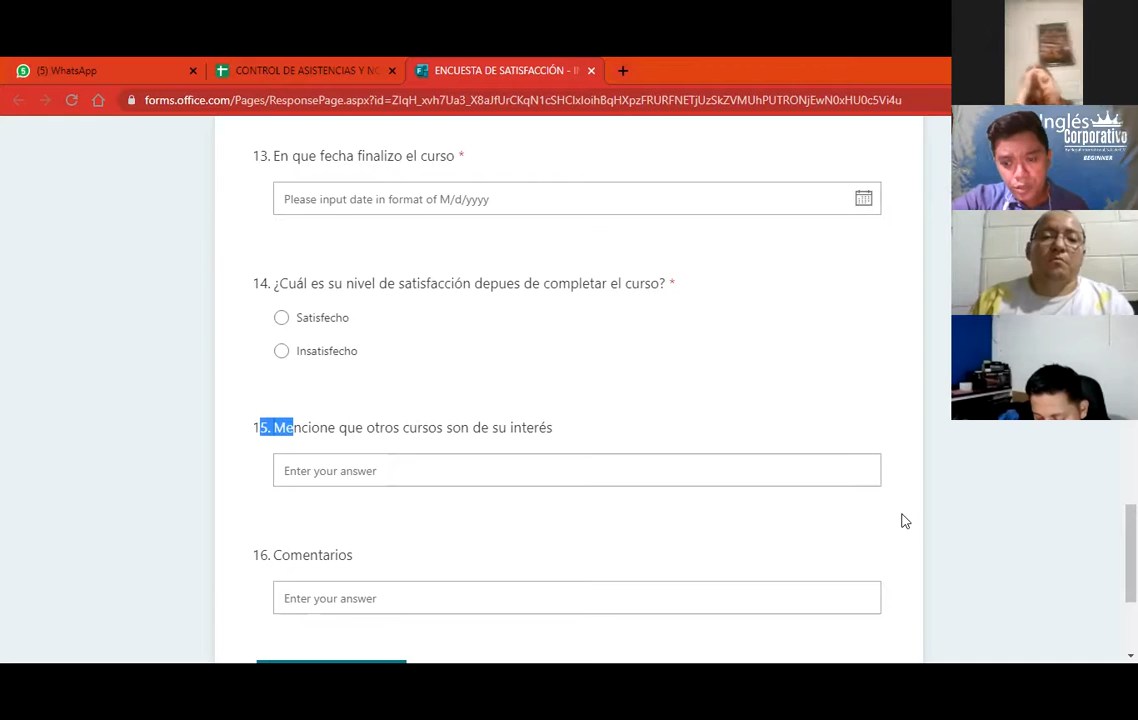 (5) WhatsApp
CONTROL DE ASISTENCIAS Y NO
ENCUESTA DE SATISFACCIÓN - IN
forms.office.com/Pages/ResponsePage.aspx?id=ZIqH_xvh7Ua3_X8aJfUrCKqN1cSHClxIoihBqHXpzFRURFNETjUzSkZVMUhPUTRONjEwN0xHU0c5Vi4u
13. En que fecha finalizo el curso *
Please input date in format of M/d/yyyy
14. ¿Cuál es su nivel de satisfacción depues de completar el curso? *
Satisfecho
Insatisfecho
15. Mencione que otros cursos son de su interés
Enter your answer
16. Comentarios
Enter your answer
Inglés
Corporativo
BEGINNER